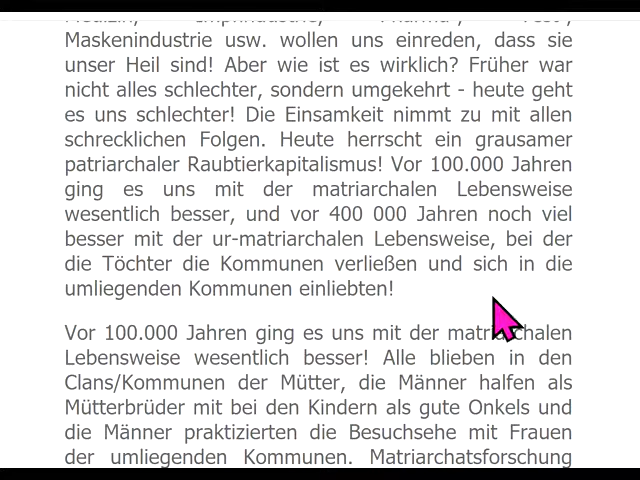 Medizin, Impfindustrie, Pharma-, Test-,
Maskenindustrie usw. wollen uns einreden, dass sie
unser Heil sind! Aber wie ist es wirklich? Früher war
nicht alles schlechter, sondern umgekehrt - heute geht
es uns schlechter! Die Einsamkeit nimmt zu mit allen
schrecklichen Folgen. Heute herrscht ein grausamer
patriarchaler Raubtierkapitalismus! Vor 100.000 Jahren
ging es uns mit der matriarchalen Lebensweise
wesentlich besser, und vor 400 000 Jahren noch viel
besser mit der ur-matriarchalen Lebensweise, bei der
die Töchter die Kommunen verließen und sich in die
umliegenden Kommunen einliebten!
Vor 100.000 Jahren ging es uns mit der matriarchalen
Lebensweise wesentlich besser! Alle blieben in den
Clans/Kommunen der Mütter, die Männer halfen als
Mütterbrüder mit bei den Kindern als gute Onkels und
die Männer praktizierten die Besuchsehe mit Frauen
der umliegenden Kommunen. Matriarchatsforschung